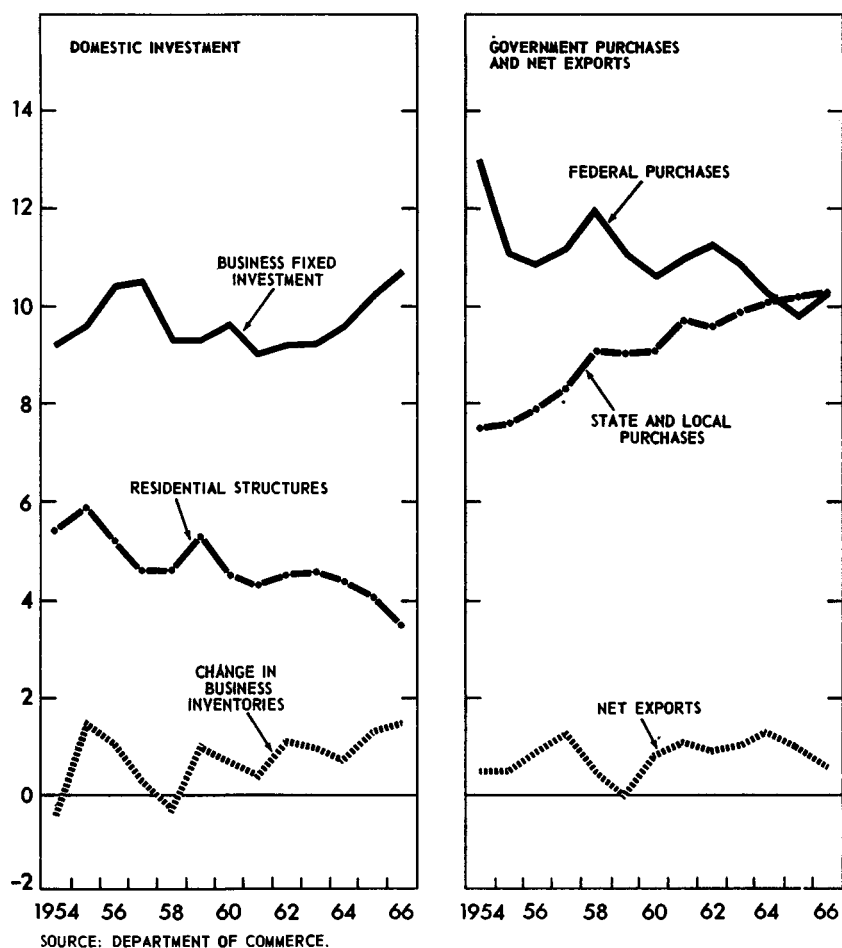 DOMESTIC INVESTMENT
GOVERNMENT PURCHASES
AND NET EXPORTS
14
12
10
8
6
4
2
0
-2
BUSINESS FIXED
INVESTMENT
RESIDENTIAL STRUCTURES
CHANGE IN
BUSINESS
INVENTORIES
FEDERAL PURCHASES
STATE AND LOCAL
PURCHASES
NET EXPORTS
1954 56 58 60 62 64 66
1954 56 58 60 62 64 66
SOURCE: DEPARTMENT OF COMMERCE.